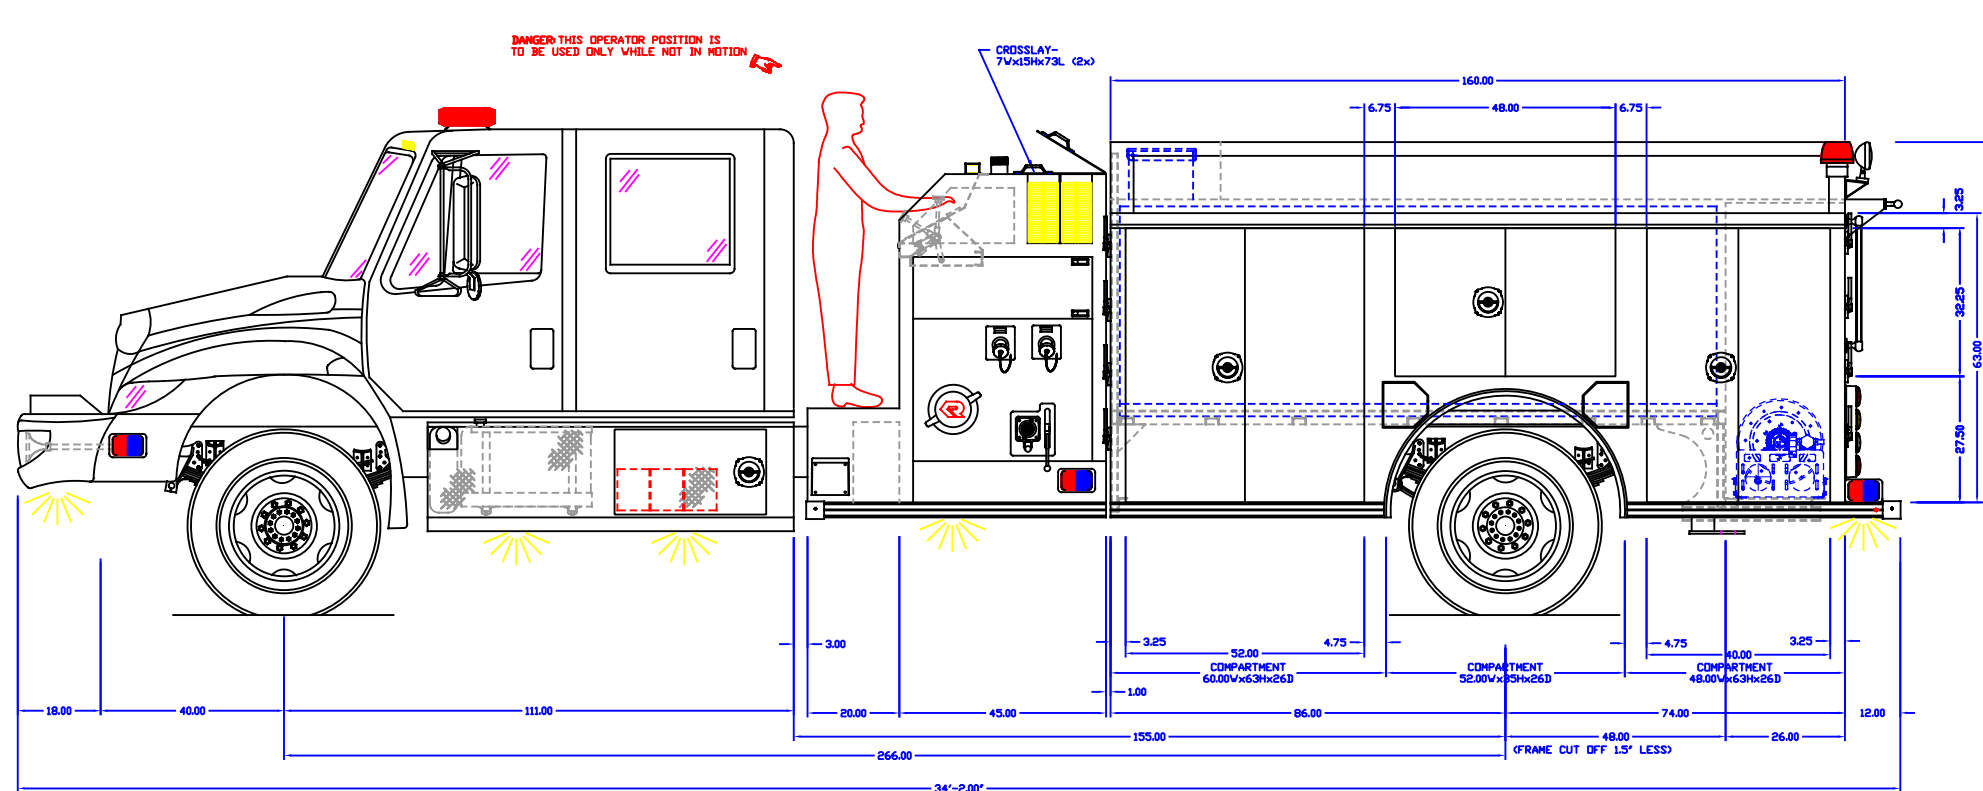 DANGER: THIS OPERATOR POSITION IS
TO BE USED ONLY WHILE NOT IN MOTION
CROSSLAY-
7Wx15Hx73L (2x)
160.00
6.75
48.00
6.75
3.25
32.25
63.00
27.50
3.00
3.25
4.75
4.75
3.25
52.00
40.00
COMPARTMENT
60.00Wx63Hx26D
COMPARTMENT
52.00Wx35Hx26D
COMPARTMENT
48.00Wx63Hx26D
1.00
18.00
40.00
111.00
20.00
45.00
86.00
74.00
12.00
155.00
48.00
26.00
(FRAME CUT OFF 1.5" LESS)
266.00
34'-2.00"